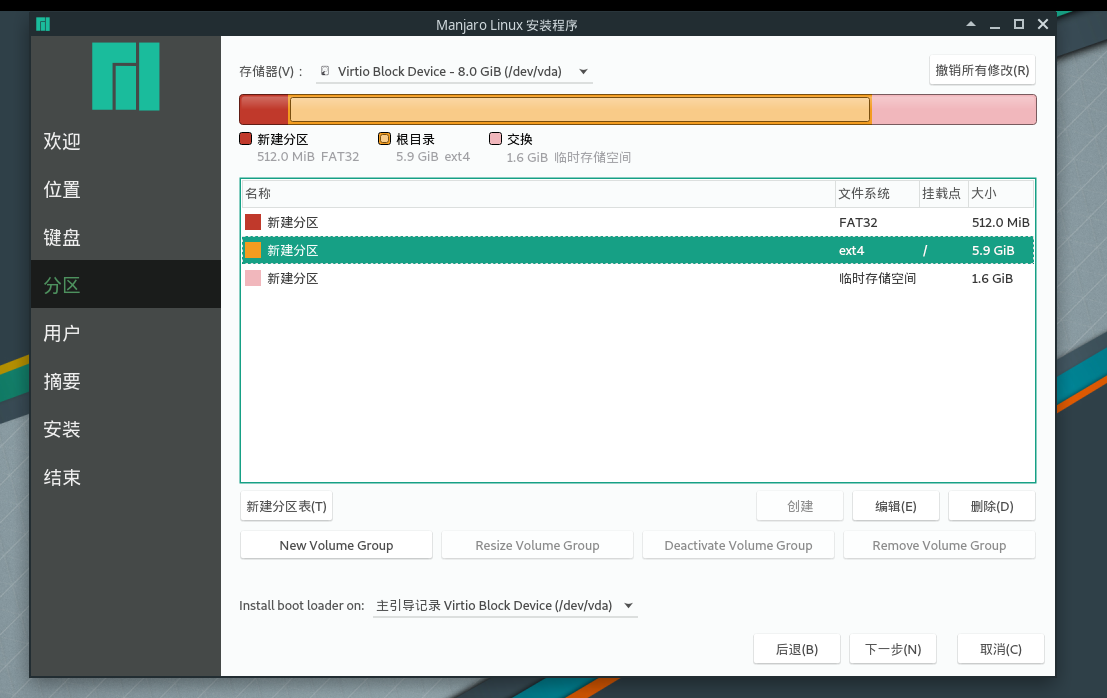 Manjaro Linux 安装程序
存储器(V)： Virtio Block Device - 8.0 GiB (/dev/vda) 撤销所有修改(R)
新建分区 根目录 交换
512.0 MiB FAT32 5.9 GiB ext4 1.6 GiB 临时存储空间
欢迎
位置
键盘
分区
用户
摘要
安装
结束
名称 文件系统 挂载点 大小
新建分区 FAT32 512.0 MiB
新建分区 ext4 / 5.9 GiB
新建分区 临时存储空间 1.6 GiB
新建分区表(T) 创建 编辑(E) 删除(D)
New Volume Group Resize Volume Group Deactivate Volume Group Remove Volume Group
Install boot loader on: 主引导记录 Virtio Block Device (/dev/vda)
后退(B) 下一步(N) 取消(C)